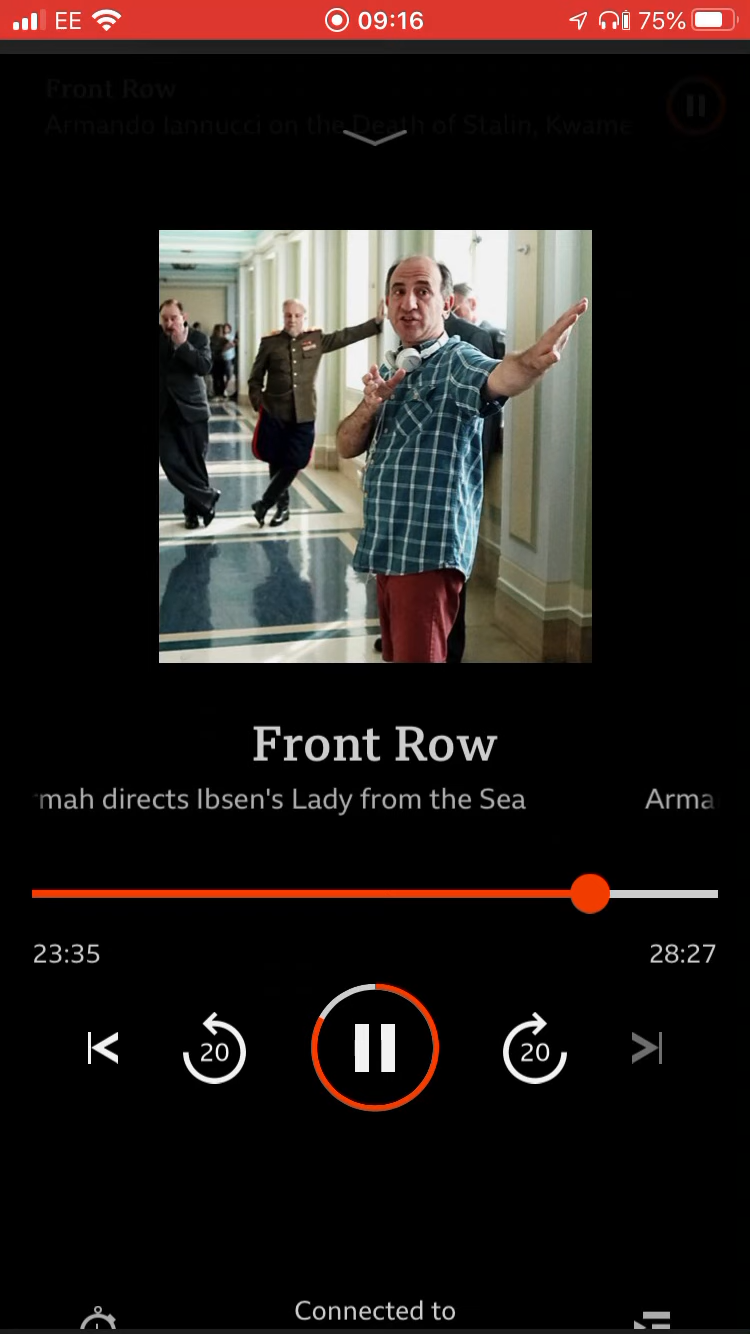 EE 09:16 75%
Front Row
Armando Iannucci on the Death of Stalin, Kwame
Front Row
mah directs Ibsen's Lady from the Sea Arma
23:35 28:27
20 20
Connected to